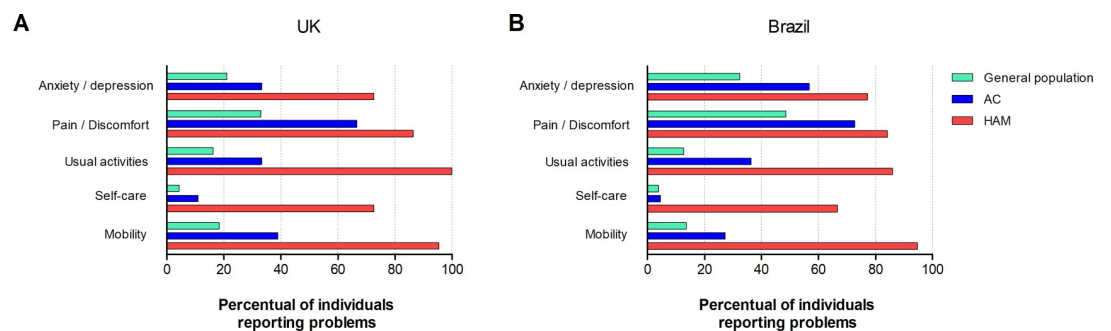 A
UK
Anxiety / depression
Pain / Discomfort
Usual activities
Self-care
Mobility
0 20 40 60 80 100
Percentual of individuals
reporting problems
B
Brazil
Anxiety / depression
Pain / Discomfort
Usual activities
Self-care
Mobility
0 20 40 60 80 100
Percentual of individuals
reporting problems
General population
AC
HAM